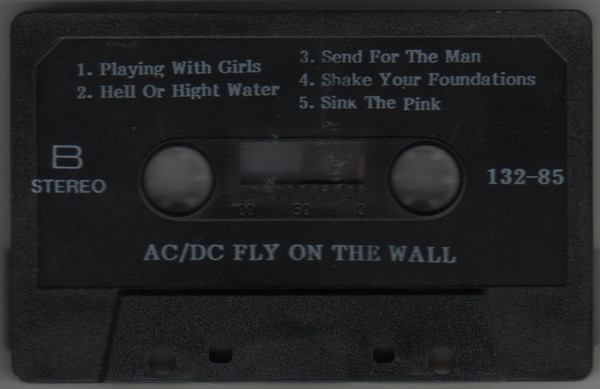 1. Playing With Girls
2. Hell Or Hight Water
3. Send For The Man
4. Shake Your Foundations
5. Sink The Pink
B
STEREO
132-85
100 50 0
AC/DC FLY ON THE WALL